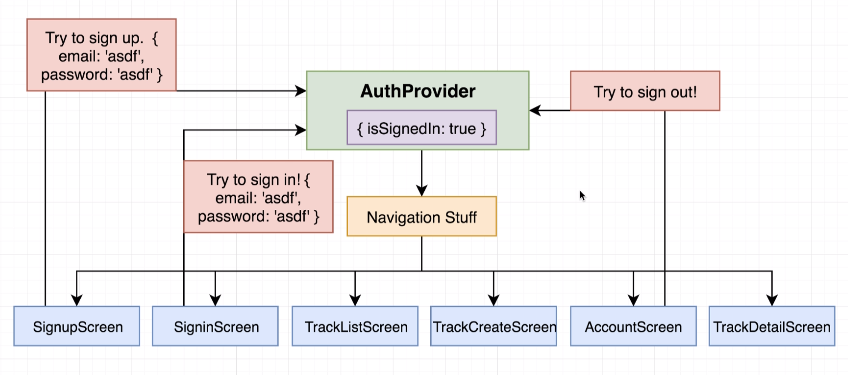 Try to sign up. {
email: 'asdf',
password: 'asdf' }
AuthProvider
{ isSignedIn: true }
Try to sign out!
Try to sign in! {
email: 'asdf',
password: 'asdf' }
Navigation Stuff
SignupScreen
SigninScreen
TrackListScreen
TrackCreateScreen
AccountScreen
TrackDetailScreen